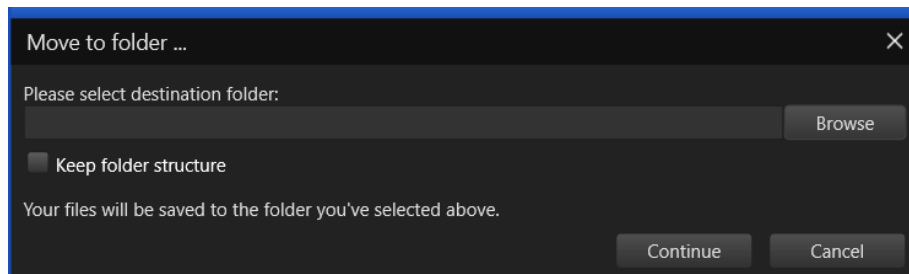 Move to folder ...
Please select destination folder:
Browse
Keep folder structure
Your files will be saved to the folder you've selected above.
Continue Cancel